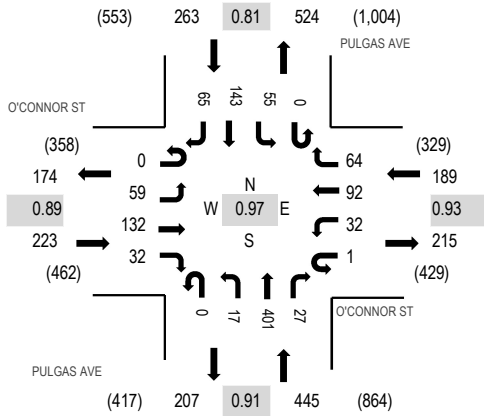 (553) 263 0.81 524 (1,004)
PULGAS AVE
O'CONNOR ST
65 143 55 0
(358) (329)
174 0 64 189
0.89 59 N 92 0.93
W 0.97 E
223 132 S 32 215
(462) 32 1 (429)
0 17 401 27
O'CONNOR ST
PULGAS AVE
(417) 207 0.91 445 (864)